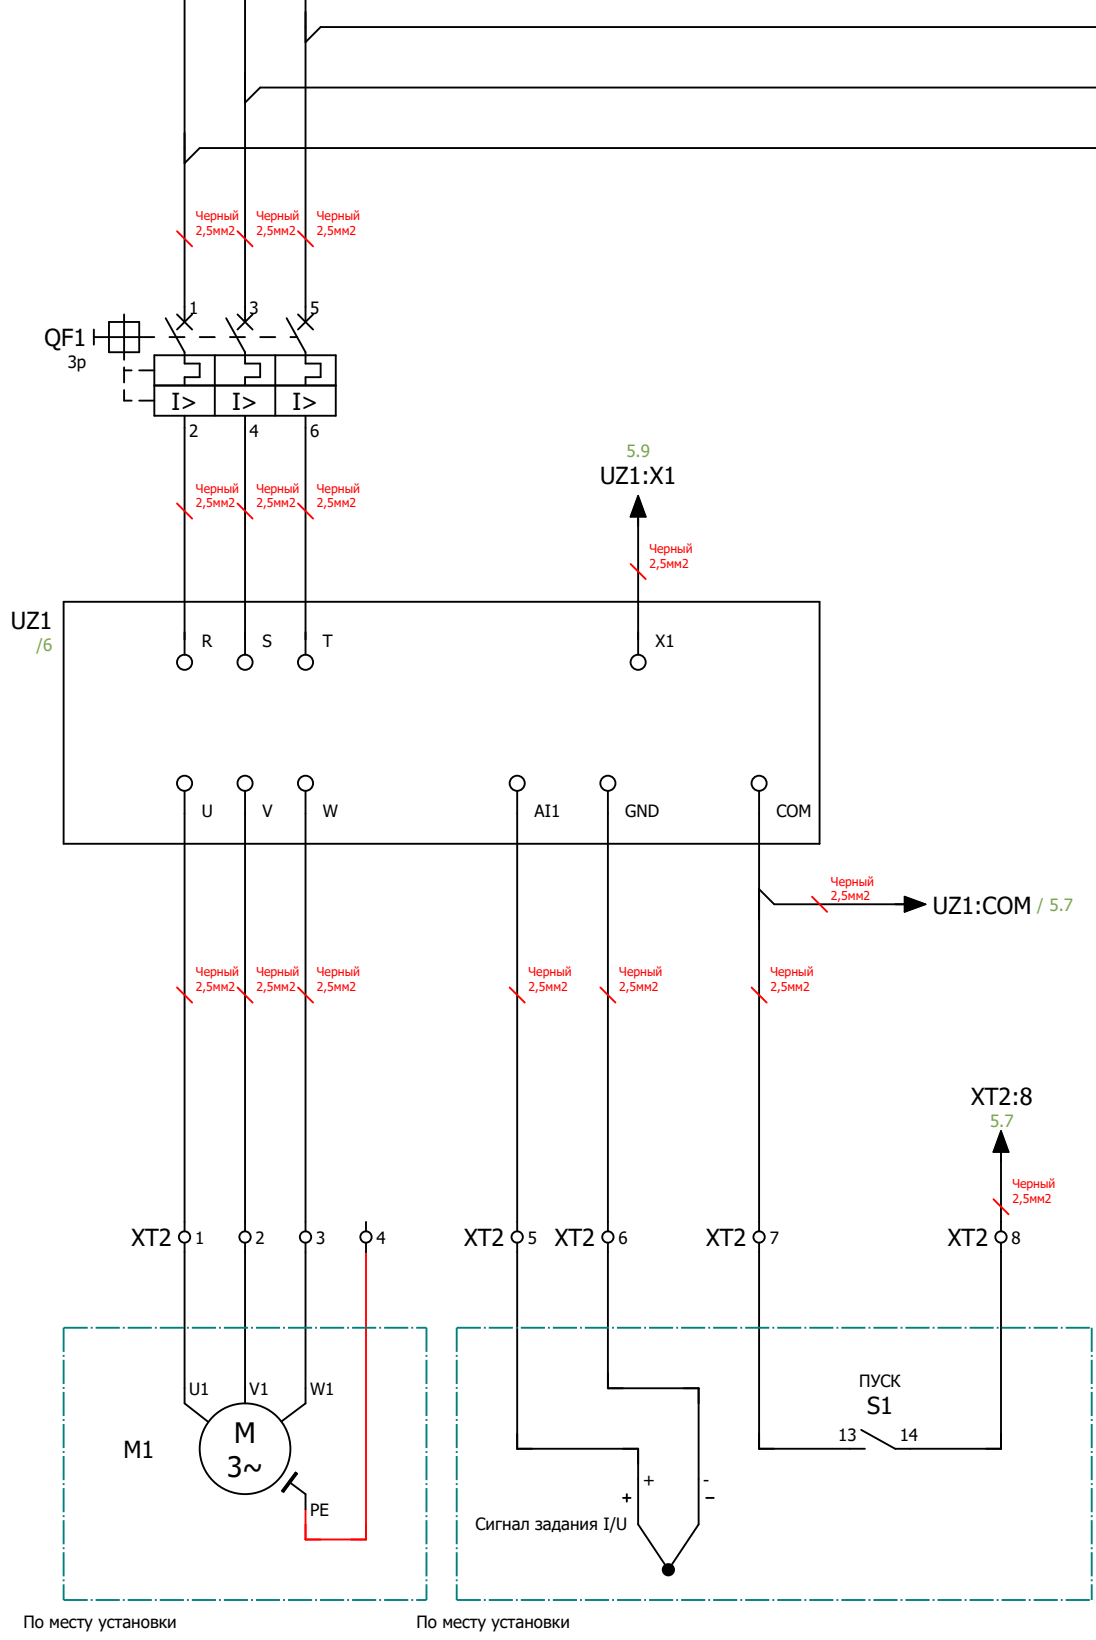 Черный Черный Черный
2,5мм2 2,5мм2 2,5мм2
1 3 5
QF1
3p
I> I> I>
2 4 6
5.9
UZ1:X1
Черный Черный Черный
2,5мм2 2,5мм2 2,5мм2
Черный
2,5мм2
UZ1
/6
R S T X1
U V W AI1 GND COM
Черный
2,5мм2
UZ1:COM / 5.7
Черный Черный Черный Черный Черный Черный
2,5мм2 2,5мм2 2,5мм2 2,5мм2 2,5мм2 2,5мм2
XT2:8
5.7
Черный
2,5мм2
XT2 1 2 3 4 XT2 5 XT2 6 XT2 7 XT2 8
U1 V1 W1
M1
M
3~
PE
ПУСК
S1
13 14
+ -
+ −
Сигнал задания I/U
По месту установки По месту установки